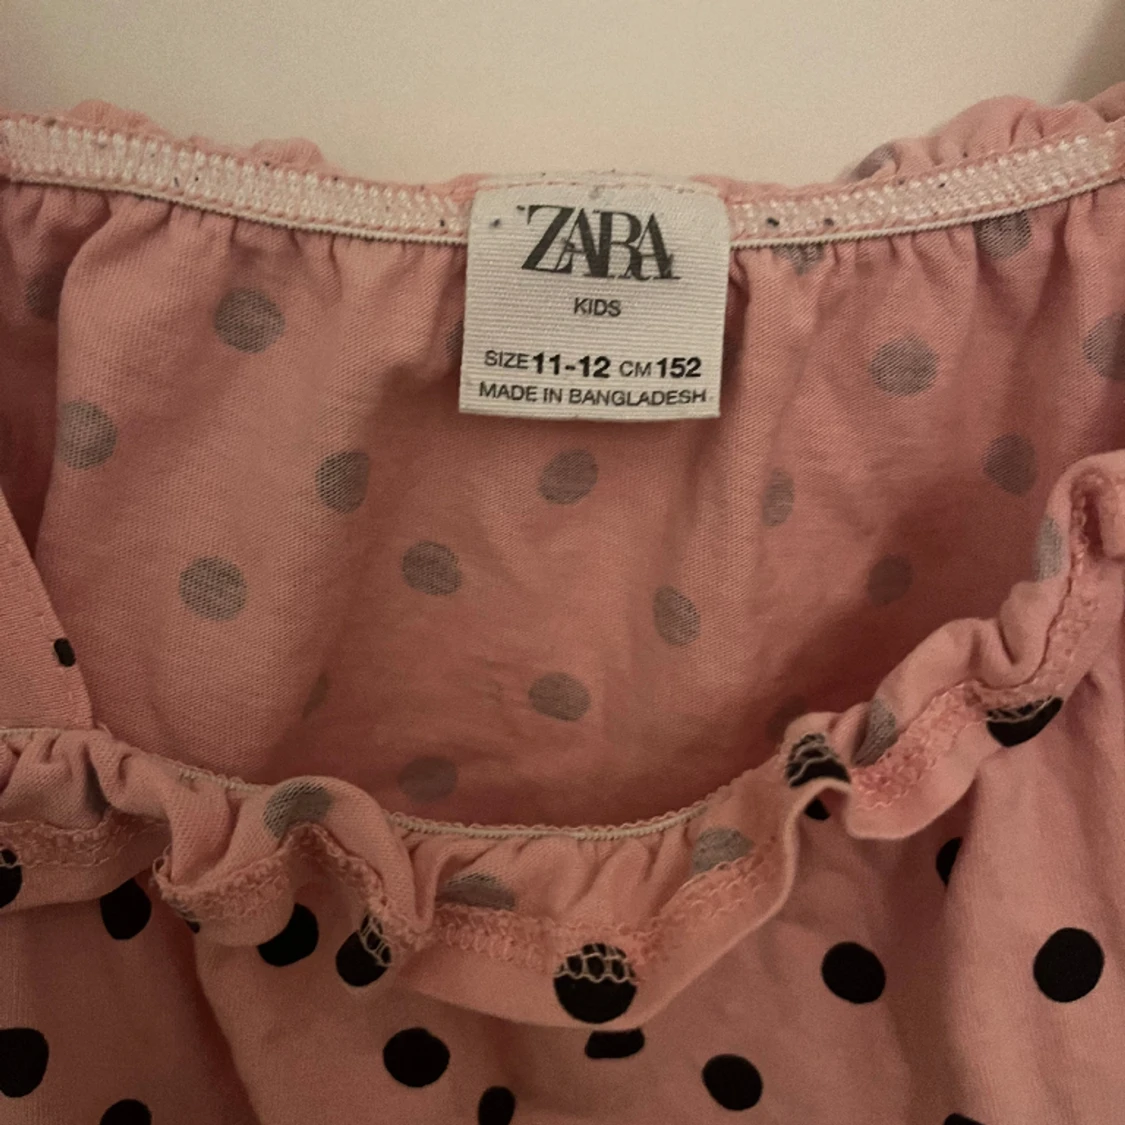 ZARA
KIDS
SIZE 11-12 CM 152
MADE IN BANGLADESH